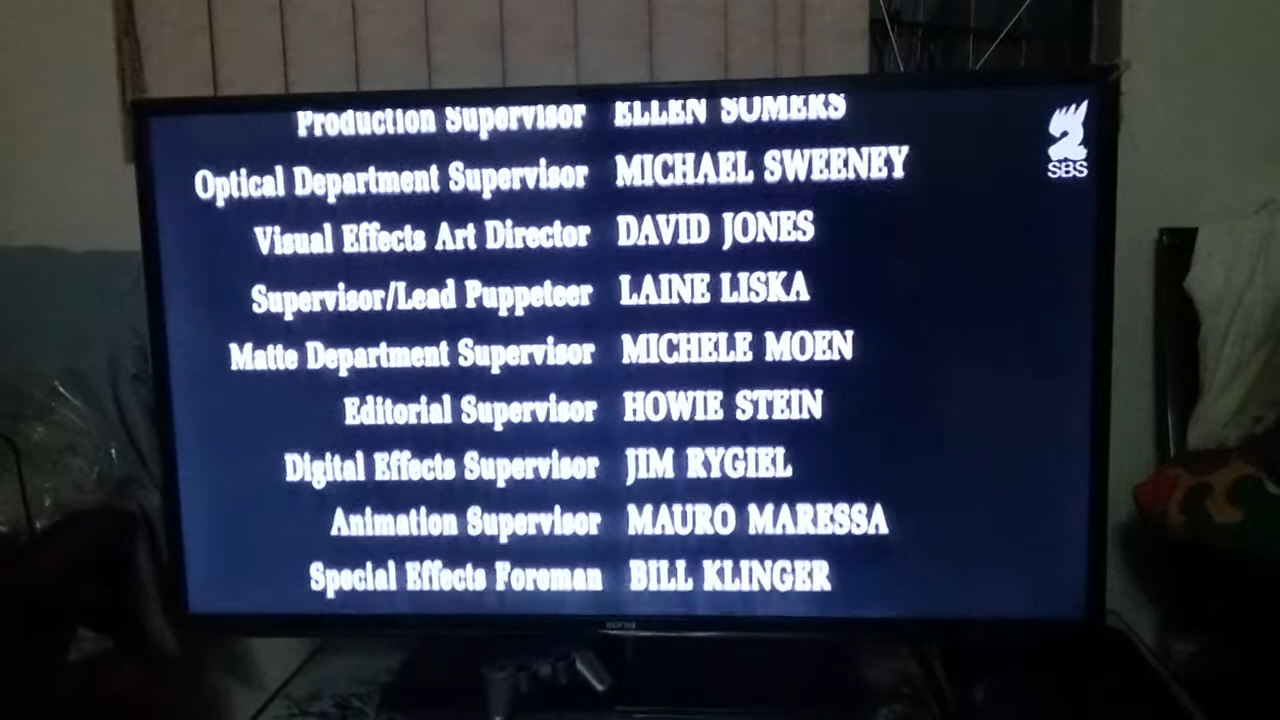 Production Supervisor ELLEN SOMERS
Optical Department Supervisor MICHAEL SWEENEY
Visual Effects Art Director DAVID JONES
Supervisor/Lead Puppeteer LAINE LISKA
Matte Department Supervisor MICHELE MOEN
Editorial Supervisor HOWIE STEIN
Digital Effects Supervisor JIM RYGIEL
Animation Supervisor MAURO MARESSA
Special Effects Foreman BILL KLINGER
2
SBS